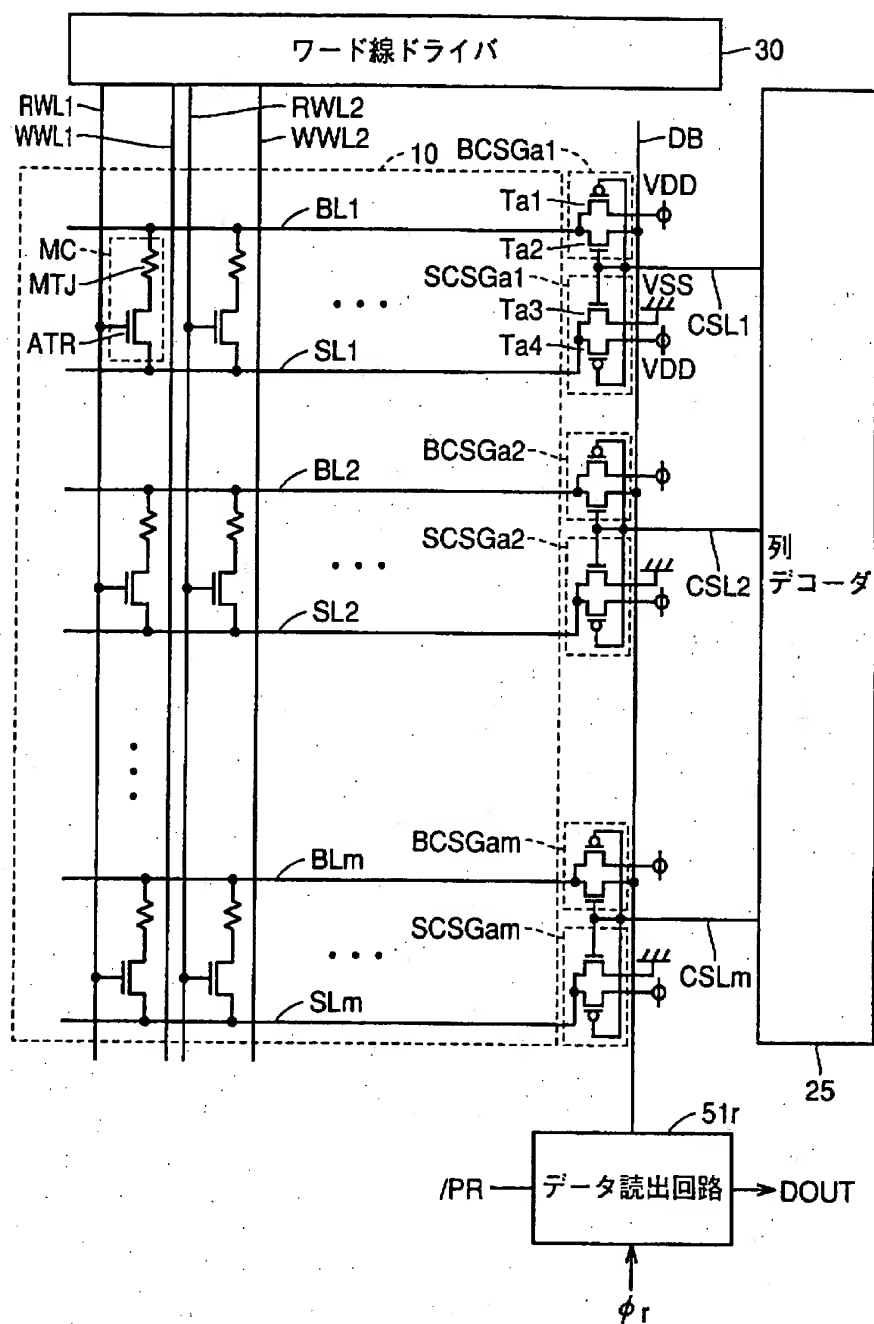 ワード線ドライバ
30
RWL1
RWL2
WWL1
WWL2
10
BCSGa1
DB
VDD
Ta1
BL1
Ta2
MC
MTJ
SCSGa1
VSS
CSL1
Ta3
ATR
Ta4
SL1
VDD
BCSGa2
BL2
SCSGa2
列
デコーダ
CSL2
SL2
BCSGam
BLm
SCSGam
CSLm
SLm
25
51r
/PR
データ読出回路
DOUT
φr